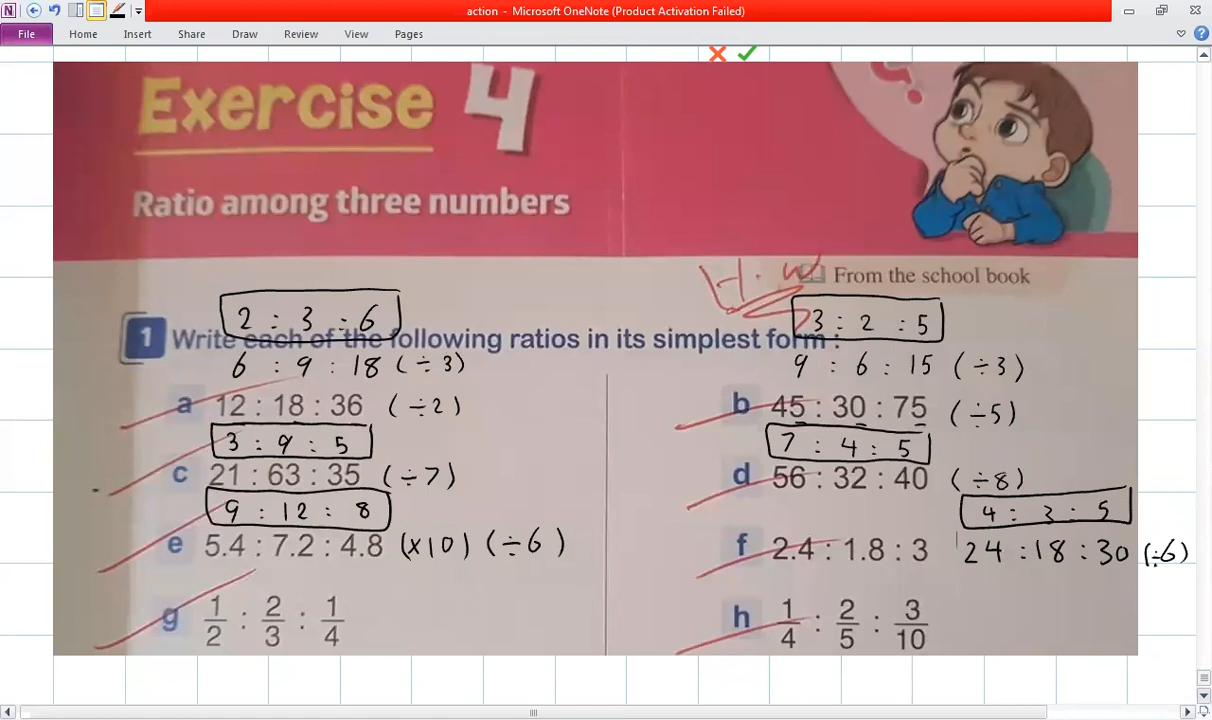 action - Microsoft OneNote (Product Activation Failed)
File Home Insert Share Draw Review View Pages
Exercise 4
Ratio among three numbers
H.W From the school book
2 : 3 : 6
3 : 2 : 5
1 Write each of the following ratios in its simplest form :
6 : 9 : 18 (÷3)
9 : 6 : 15 (÷3)
a 12 : 18 : 36 (÷2)
b 45 : 30 : 75 (÷5)
3 : 9 : 5
7 : 4 : 5
c 21 : 63 : 35 (÷7)
d 56 : 32 : 40 (÷8)
9 : 12 : 8
4 : 3 : 5
e 5.4 : 7.2 : 4.8 (×10) (÷6)
f 2.4 : 1.8 : 3 24 : 18 : 30 (÷6)
g 1/2 : 2/3 : 1/4
h 1/4 : 2/5 : 3/10